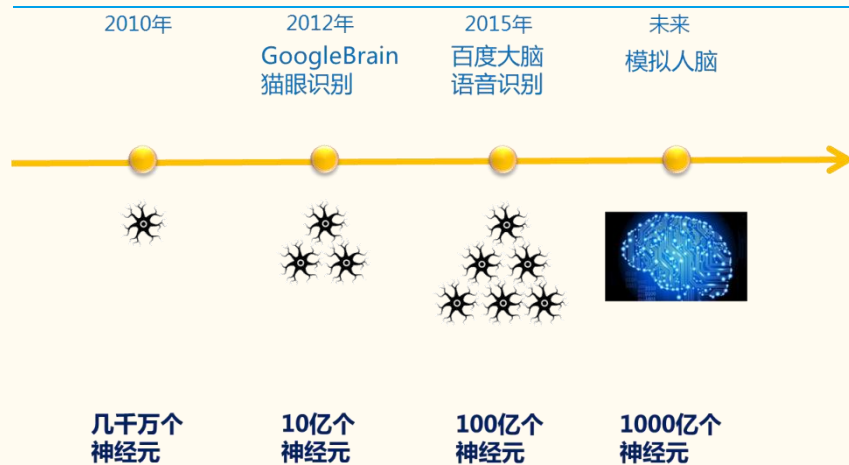 2010年
2012年
GoogleBrain
猫眼识别
2015年
百度大脑
语音识别
未来
模拟人脑
几千万个
神经元
10亿个
神经元
100亿个
神经元
1000亿个
神经元